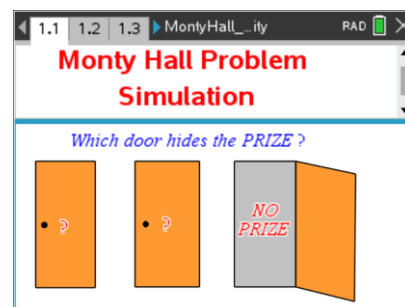 1.1 1.2 1.3 MontyHall_...ity RAD
Monty Hall Problem
Simulation
Which door hides the PRIZE ?
? ? NO
PRIZE